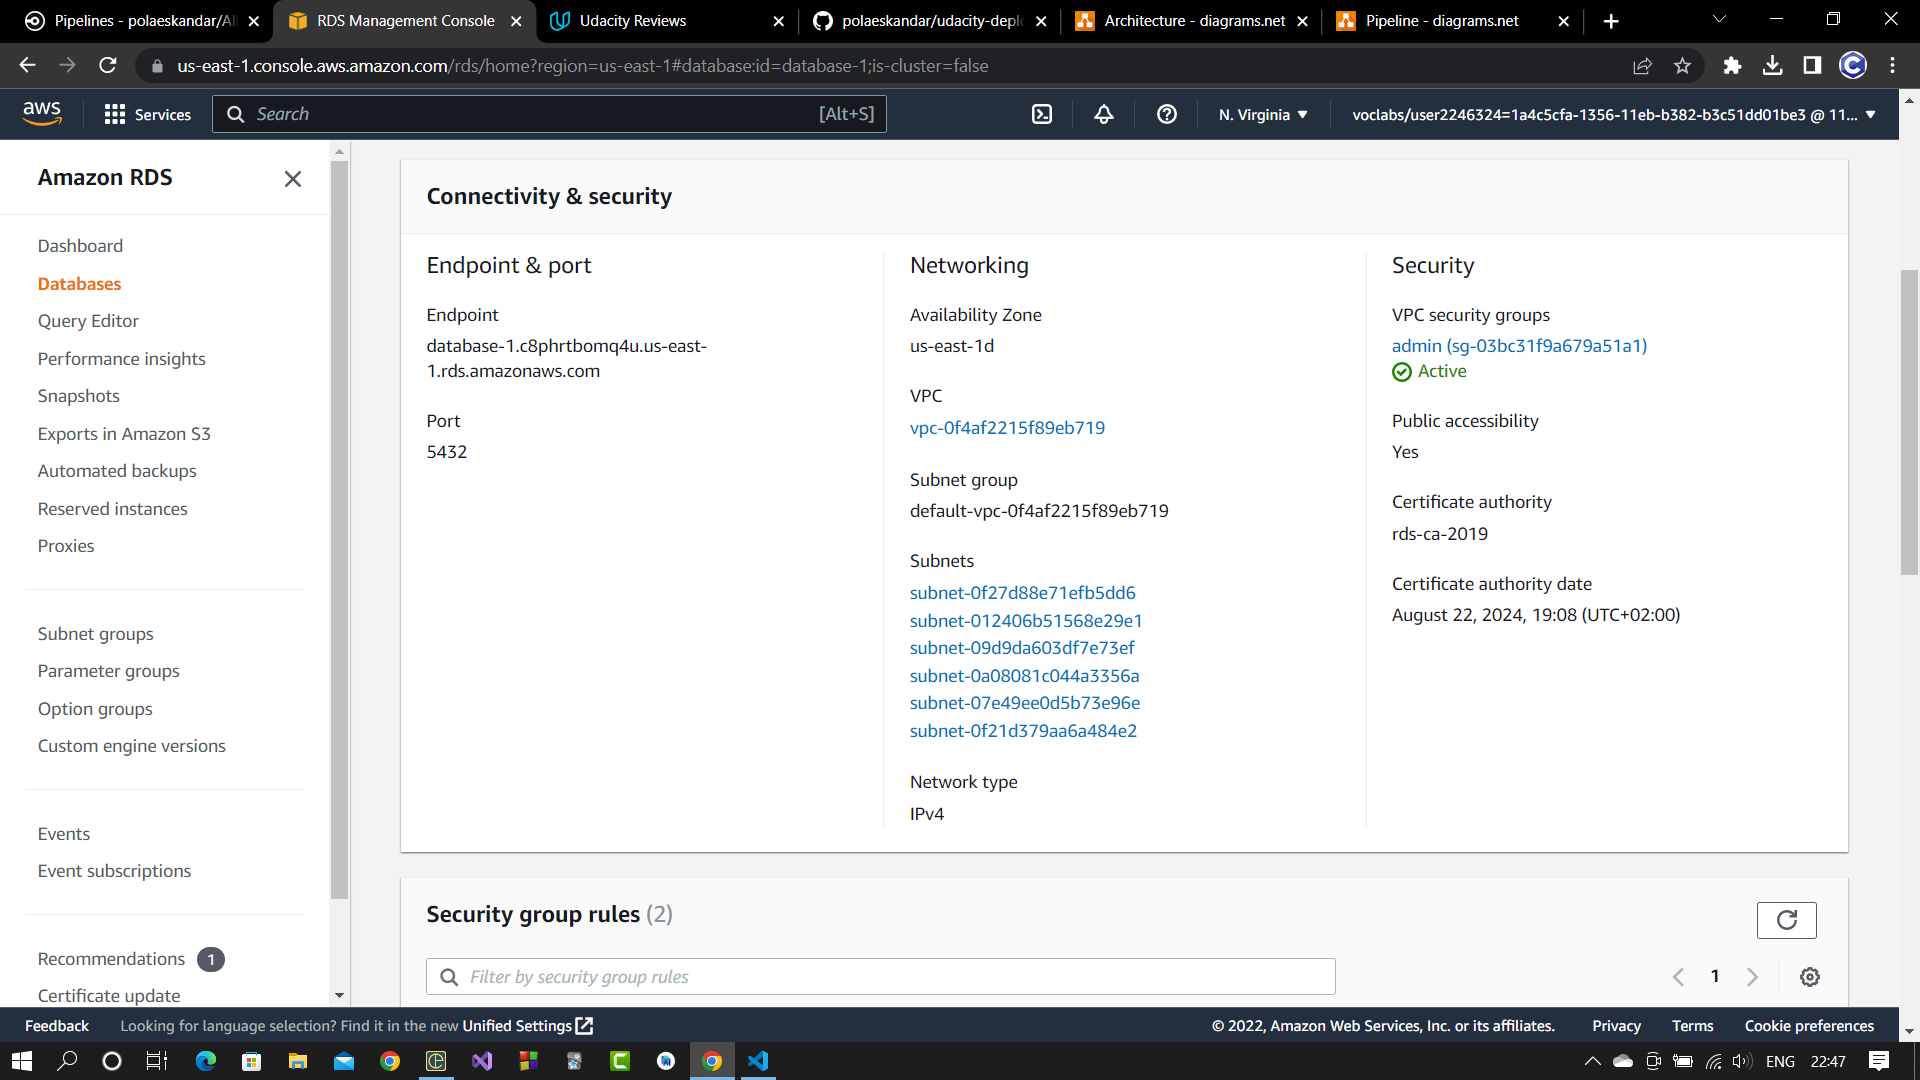 Pipelines - polaeskandar/Al
RDS Management Console
Udacity Reviews
polaeskandar/udacity-deplo
Architecture - diagrams.net
Pipeline - diagrams.net
us-east-1.console.aws.amazon.com/rds/home?region=us-east-1#database:id=database-1;is-cluster=false
aws
Services
Search
[Alt+S]
N. Virginia
voclabs/user2246324=1a4c5cfa-1356-11eb-b382-b3c51dd01be3 @ 11...
Amazon RDS
Dashboard
Databases
Query Editor
Performance insights
Snapshots
Exports in Amazon S3
Automated backups
Reserved instances
Proxies
Subnet groups
Parameter groups
Option groups
Custom engine versions
Events
Event subscriptions
Recommendations 1
Certificate update
Connectivity & security
Endpoint & port
Endpoint
database-1.c8phrtbomq4u.us-east-
1.rds.amazonaws.com
Port
5432
Networking
Availability Zone
us-east-1d
VPC
vpc-0f4af2215f89eb719
Subnet group
default-vpc-0f4af2215f89eb719
Subnets
subnet-0f27d88e71efb5dd6
subnet-012406b51568e29e1
subnet-09d9da603df7e73ef
subnet-0a08081c044a3356a
subnet-07e49ee0d5b73e96e
subnet-0f21d379aa6a484e2
Network type
IPv4
Security
VPC security groups
admin (sg-03bc31f9a679a51a1)
Active
Public accessibility
Yes
Certificate authority
rds-ca-2019
Certificate authority date
August 22, 2024, 19:08 (UTC+02:00)
Security group rules (2)
Filter by security group rules
1
Feedback
Looking for language selection? Find it in the new Unified Settings
© 2022, Amazon Web Services, Inc. or its affiliates.
Privacy
Terms
Cookie preferences
ENG
22:47